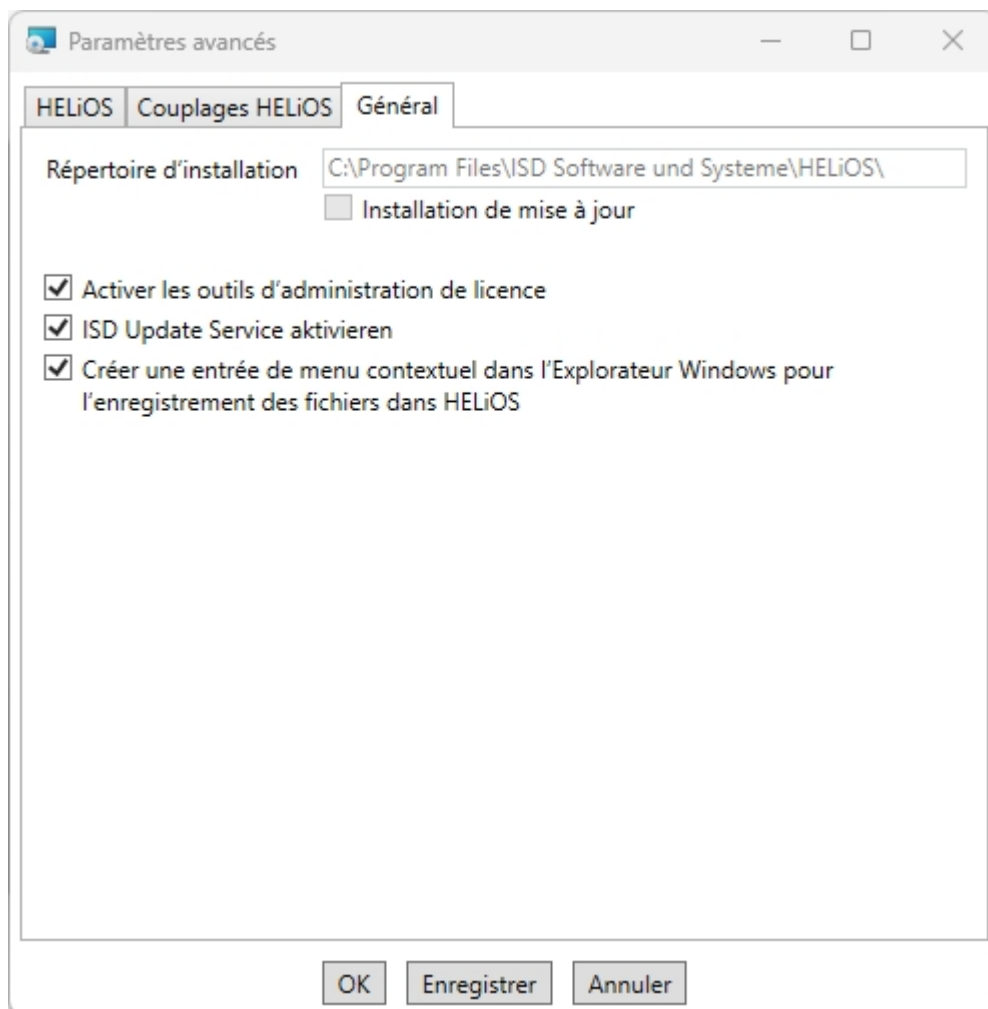 Paramètres avancés
HELiOS Couplages HELiOS Général
Répertoire d'installation C:\Program Files\ISD Software und Systeme\HELiOS\
Installation de mise à jour
Activer les outils d'administration de licence
ISD Update Service aktivieren
Créer une entrée de menu contextuel dans l'Explorateur Windows pour
l'enregistrement des fichiers dans HELiOS
OK Enregistrer Annuler